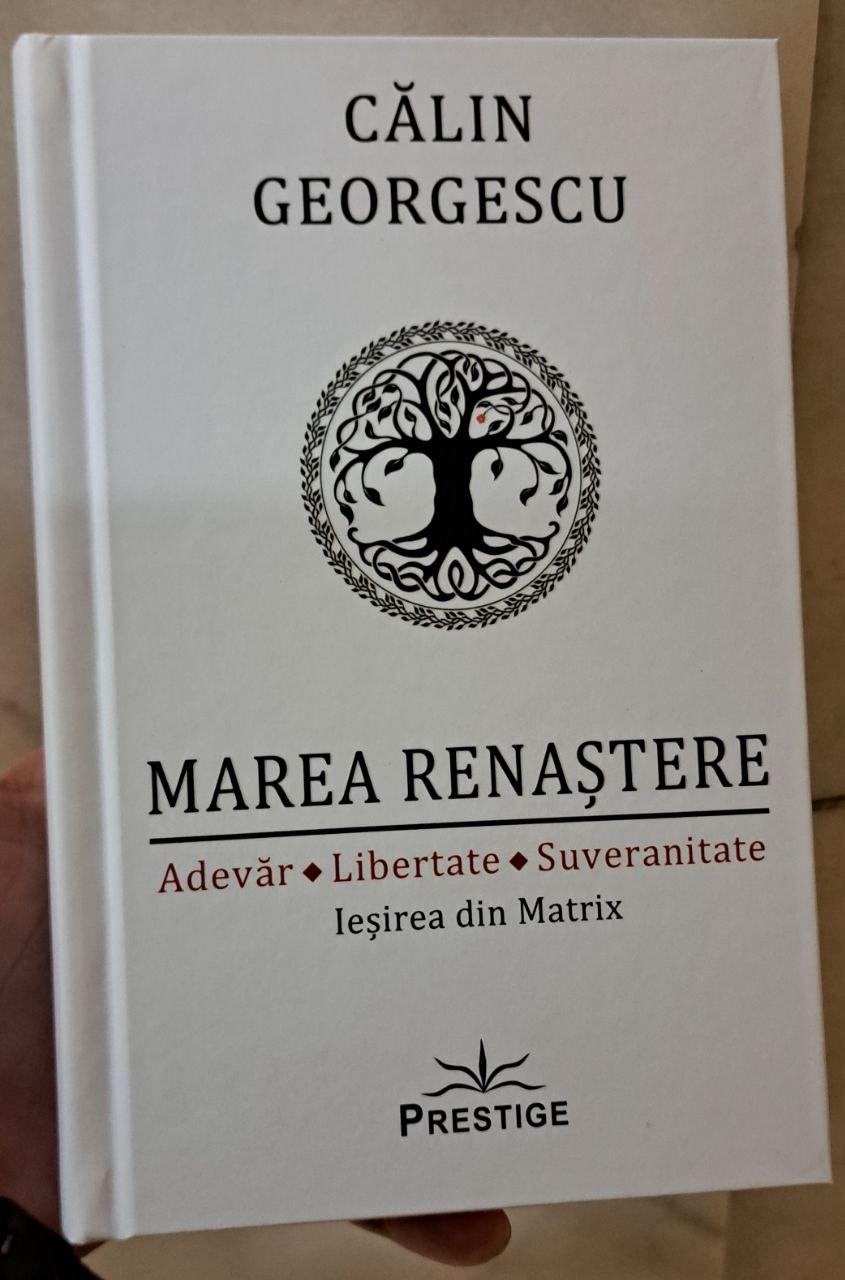 CĂLIN
GEORGESCU
MAREA RENAȘTERE
Adevăr ◆ Libertate ◆ Suveranitate
Ieșirea din Matrix
PRESTIGE